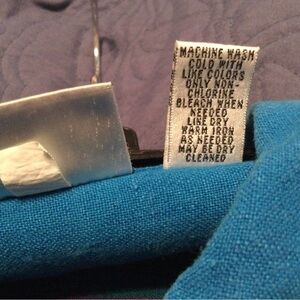 MACHINE WASH
COLD WITH
LIKE COLORS
ONLY NON-
CHLORINE
BLEACH WHEN
NEEDED
LINE DRY
WARM IRON
AS NEEDED
MAY BE DRY
CLEANED